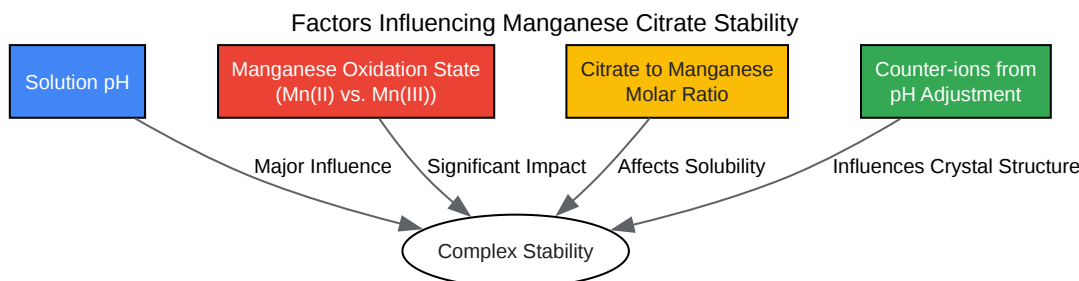 Factors Influencing Manganese Citrate Stability
Solution pH
Manganese Oxidation State
(Mn(II) vs. Mn(III))
Citrate to Manganese
Molar Ratio
Counter-ions from
pH Adjustment
Major Influence
Significant Impact
Affects Solubility
Influences Crystal Structure
Complex Stability